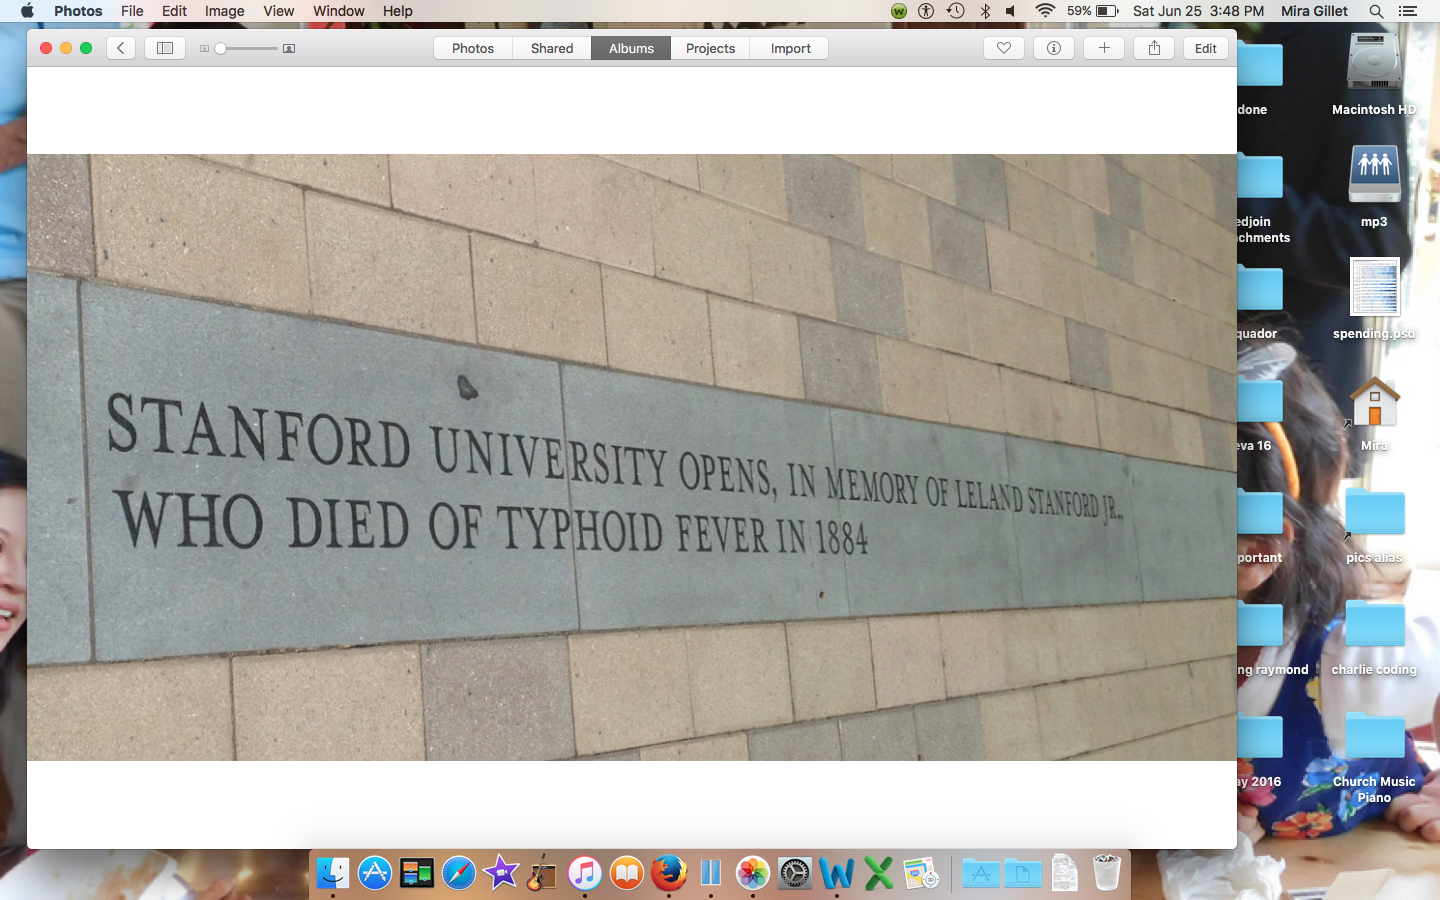 Photos File Edit Image View Window Help 59% Sat Jun 25 3:48 PM Mira Gillet
Photos Shared Albums Projects Import Edit
done Macintosh HD
edjoin
chments
mp3
quador spending.psd
eva 16 Mira
portant pics alias
ng raymond charlie coding
ay 2016 Church Music
Piano
STANFORD UNIVERSITY OPENS, IN MEMORY OF LELAND STANFORD JR.,
WHO DIED OF TYPHOID FEVER IN 1884